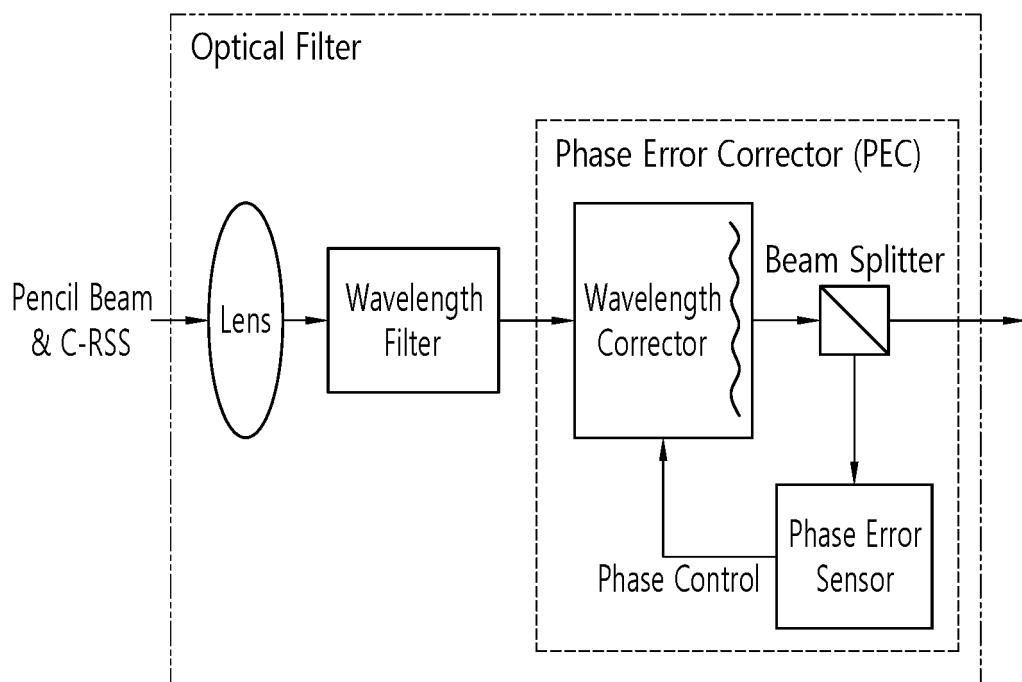 Optical Filter
Phase Error Corrector (PEC)
Pencil Beam
& C-RSS
Lens
Wavelength
Filter
Wavelength
Corrector
Beam Splitter
Phase Control
Phase Error
Sensor